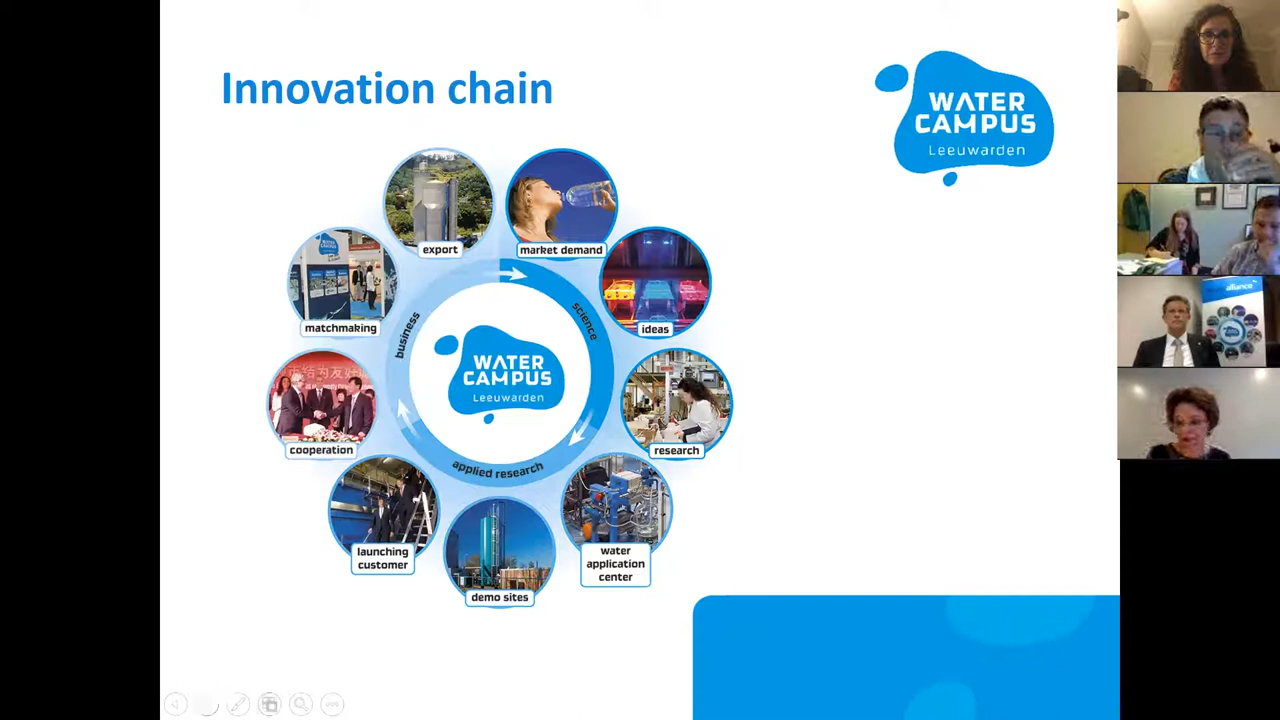 Innovation chain
WATER
CAMPUS
Leeuwarden
export
market demand
matchmaking
ideas
business
science
WATER
CAMPUS
Leeuwarden
cooperation
research
applied research
launching
customer
water
application
center
demo sites
alliance